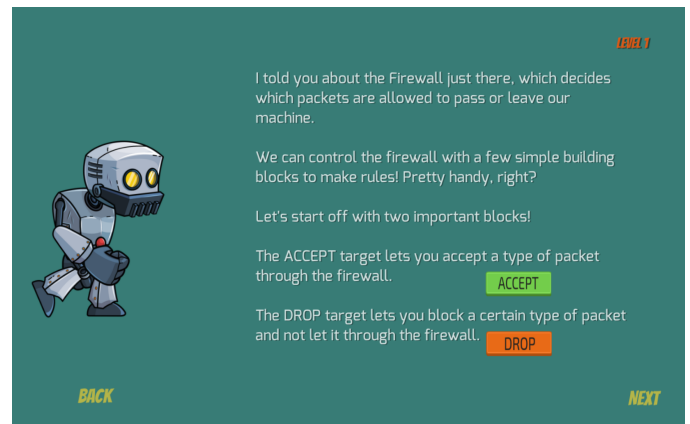 LEVEL 1
I told you about the Firewall just there, which decides
which packets are allowed to pass or leave our
machine.
We can control the firewall with a few simple building
blocks to make rules! Pretty handy, right?
Let's start off with two important blocks!
The ACCEPT target lets you accept a type of packet
through the firewall.
ACCEPT
The DROP target lets you block a certain type of packet
and not let it through the firewall.
DROP
BACK
NEXT